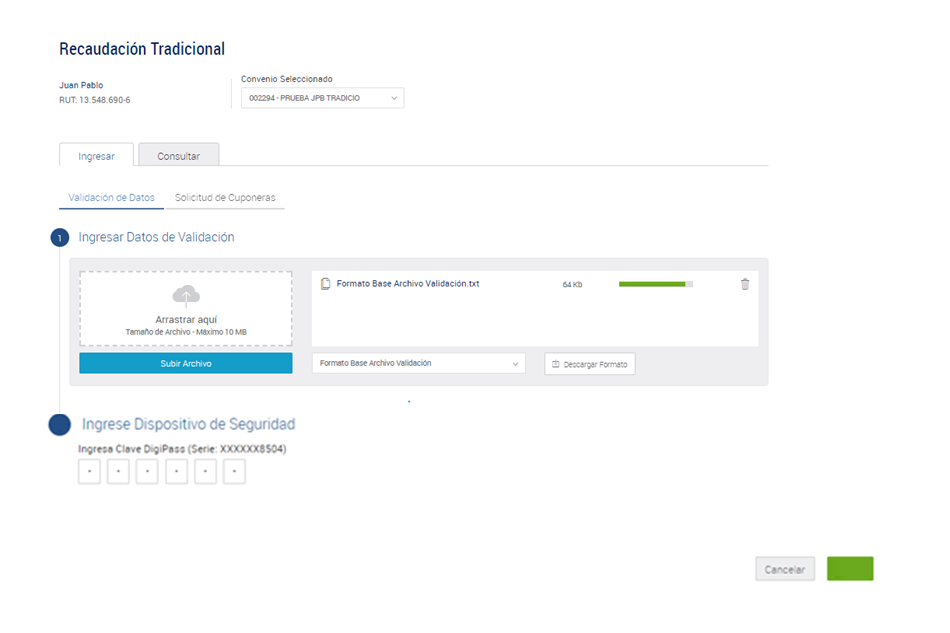 Recaudación Tradicional
Juan Pablo
RUT: 13.548.690-6
Convenio Seleccionado
002294 - PRUEBA JPB TRADICIO
Ingresar
Consultar
Validación de Datos
Solicitud de Cuponeras
1
Ingresar Datos de Validación
Arrastrar aquí
Tamaño de Archivo - Máximo 10 MB
Subir Archivo
Formato Base Archivo Validación.txt
64 Kb
Formato Base Archivo Validación
Descargar Formato
Ingrese Dispositivo de Seguridad
Ingresa Clave DigiPass (Serie: XXXXXX8504)
* * * * * *
Cancelar